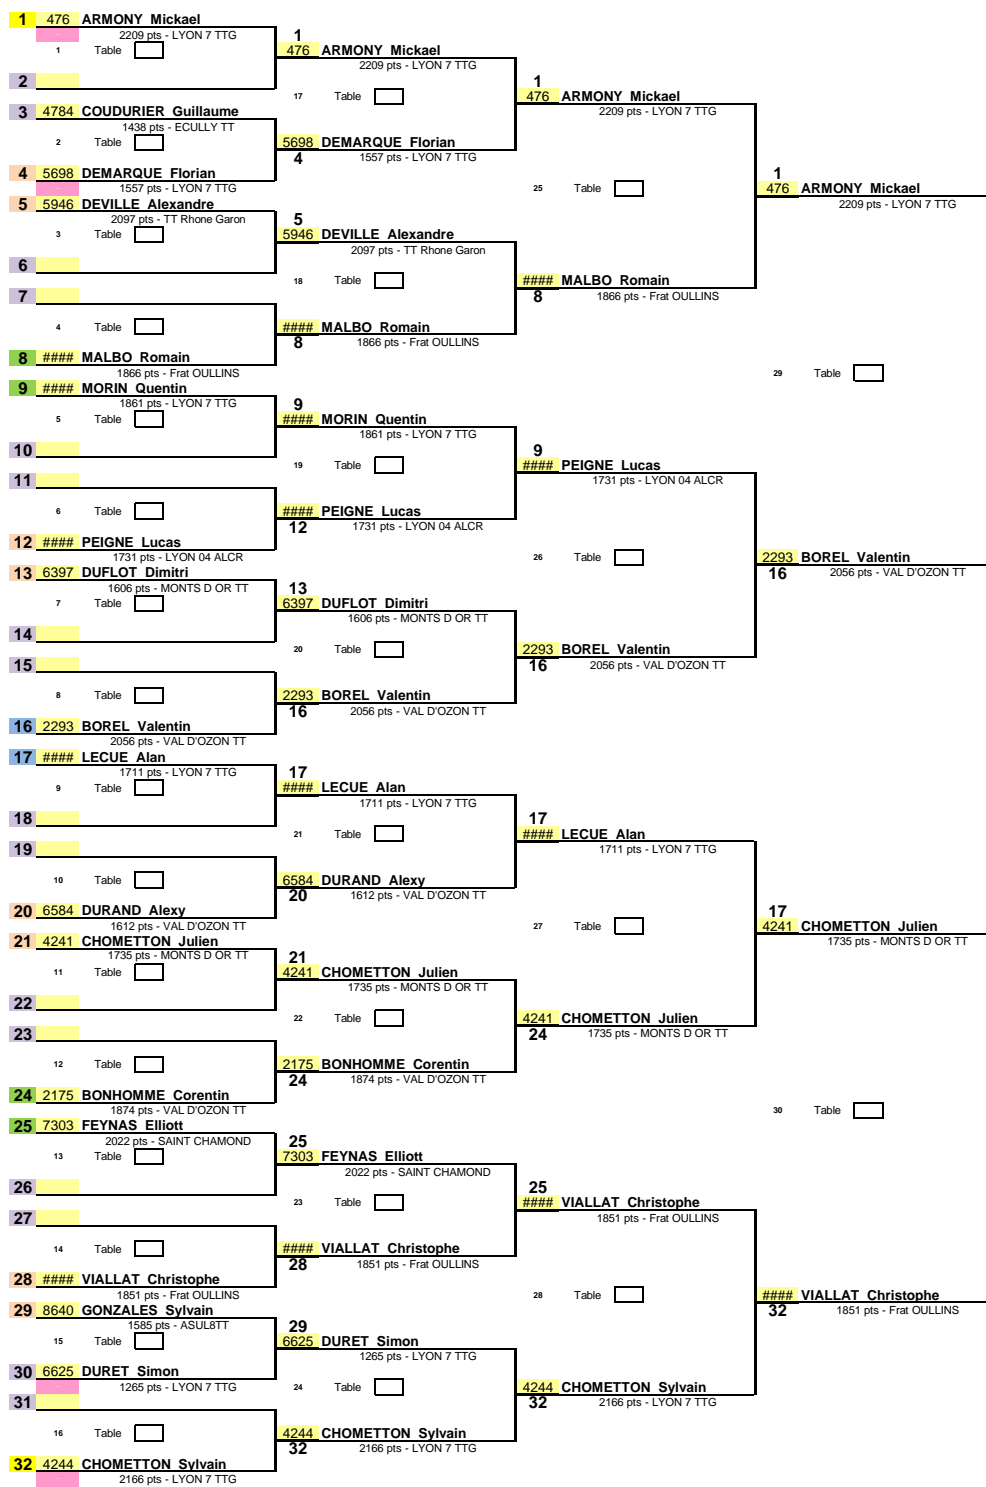 1 476 ARMONY Mickael
2209 pts - LYON 7 TTG
1 Table
2
3 4784 COUDURIER Guillaume
1438 pts - ECULLY TT
2 Table
4 5698 DEMARQUE Florian
1557 pts - LYON 7 TTG
5 5946 DEVILLE Alexandre
2097 pts - TT Rhone Garon
3 Table
6
7
4 Table
8 #### MALBO Romain
1866 pts - Frat OULLINS
9 #### MORIN Quentin
1861 pts - LYON 7 TTG
5 Table
10
11
6 Table
12 #### PEIGNE Lucas
1731 pts - LYON 04 ALCR
13 6397 DUFLOT Dimitri
1606 pts - MONTS D OR TT
7 Table
14
15
8 Table
16 2293 BOREL Valentin
2056 pts - VAL D'OZON TT
17 #### LECUE Alan
1711 pts - LYON 7 TTG
9 Table
18
19
10 Table
20 6584 DURAND Alexy
1612 pts - VAL D'OZON TT
21 4241 CHOMETTON Julien
1735 pts - MONTS D OR TT
11 Table
22
23
12 Table
24 2175 BONHOMME Corentin
1874 pts - VAL D'OZON TT
25 7303 FEYNAS Elliott
2022 pts - SAINT CHAMOND
13 Table
26
27
14 Table
28 #### VIALLAT Christophe
1851 pts - Frat OULLINS
29 8640 GONZALES Sylvain
1585 pts - ASUL8TT
15 Table
30 6625 DURET Simon
1265 pts - LYON 7 TTG
31
16 Table
32 4244 CHOMETTON Sylvain
2166 pts - LYON 7 TTG
1
476 ARMONY Mickael
2209 pts - LYON 7 TTG
17 Table
5698 DEMARQUE Florian
4 1557 pts - LYON 7 TTG
5
5946 DEVILLE Alexandre
2097 pts - TT Rhone Garon
18 Table
#### MALBO Romain
8 1866 pts - Frat OULLINS
9
#### MORIN Quentin
1861 pts - LYON 7 TTG
19 Table
#### PEIGNE Lucas
12 1731 pts - LYON 04 ALCR
13
6397 DUFLOT Dimitri
1606 pts - MONTS D OR TT
20 Table
2293 BOREL Valentin
16 2056 pts - VAL D'OZON TT
17
#### LECUE Alan
1711 pts - LYON 7 TTG
21 Table
6584 DURAND Alexy
20 1612 pts - VAL D'OZON TT
21
4241 CHOMETTON Julien
1735 pts - MONTS D OR TT
22 Table
2175 BONHOMME Corentin
24 1874 pts - VAL D'OZON TT
25
7303 FEYNAS Elliott
2022 pts - SAINT CHAMOND
23 Table
#### VIALLAT Christophe
28 1851 pts - Frat OULLINS
29
6625 DURET Simon
1265 pts - LYON 7 TTG
24 Table
4244 CHOMETTON Sylvain
32 2166 pts - LYON 7 TTG
1
476 ARMONY Mickael
2209 pts - LYON 7 TTG
25 Table
#### MALBO Romain
8 1866 pts - Frat OULLINS
9
#### PEIGNE Lucas
1731 pts - LYON 04 ALCR
26 Table
2293 BOREL Valentin
16 2056 pts - VAL D'OZON TT
17
#### LECUE Alan
1711 pts - LYON 7 TTG
27 Table
4241 CHOMETTON Julien
24 1735 pts - MONTS D OR TT
25
#### VIALLAT Christophe
1851 pts - Frat OULLINS
28 Table
4244 CHOMETTON Sylvain
32 2166 pts - LYON 7 TTG
1
476 ARMONY Mickael
2209 pts - LYON 7 TTG
29 Table
2293 BOREL Valentin
16 2056 pts - VAL D'OZON TT
17
4241 CHOMETTON Julien
1735 pts - MONTS D OR TT
30 Table
#### VIALLAT Christophe
32 1851 pts - Frat OULLINS